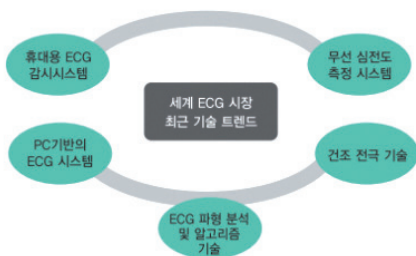 휴대용 ECG
감시시스템
무선 심전도
측정 시스템
세계 ECG 시장
최근 기술 트렌드
PC기반의
ECG 시스템
건조 전극 기술
ECG 파형 분석
및 알고리즘
기술